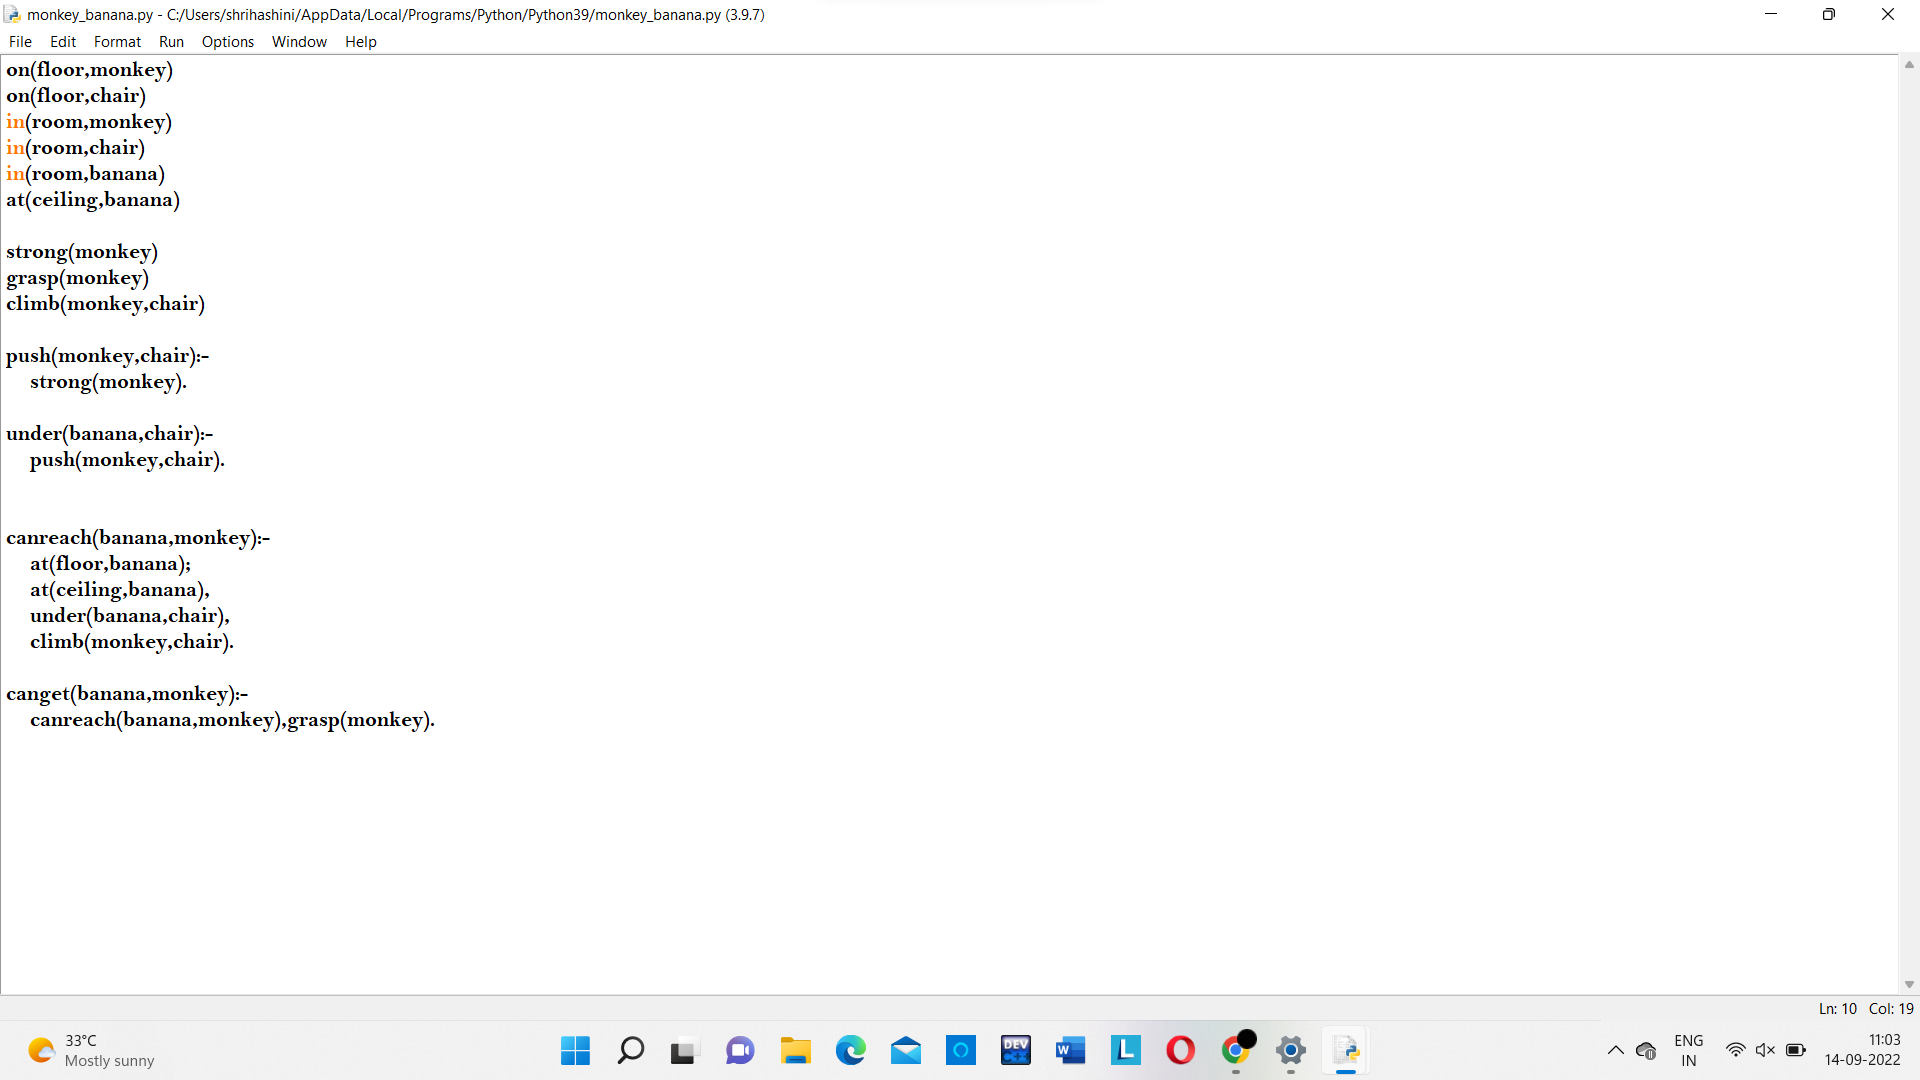 monkey_banana.py - C:/Users/shrihashini/AppData/Local/Programs/Python/Python39/monkey_banana.py (3.9.7)
File Edit Format Run Options Window Help
on(floor,monkey)
on(floor,chair)
in(room,monkey)
in(room,chair)
in(room,banana)
at(ceiling,banana)
strong(monkey)
grasp(monkey)
climb(monkey,chair)
push(monkey,chair):-
strong(monkey).
under(banana,chair):-
push(monkey,chair).
canreach(banana,monkey):-
at(floor,banana);
at(ceiling,banana),
under(banana,chair),
climb(monkey,chair).
canget(banana,monkey):-
canreach(banana,monkey),grasp(monkey).
Ln: 10 Col: 19
33°C
Mostly sunny
DEV
C++
W
L
ENG
IN
11:03
14-09-2022